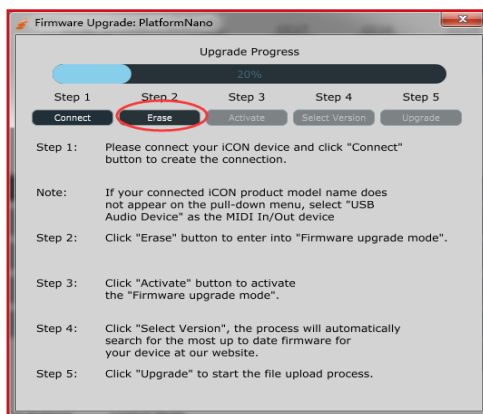 Firmware Upgrade: PlatformNano
Upgrade Progress
20%
Step 1 Step 2 Step 3 Step 4 Step 5
Connect Erase Activate Select Version Upgrade
Step 1: Please connect your iCON device and click "Connect"
button to create the connection.
Note: If your connected iCON product model name does
not appear on the pull-down menu, select "USB
Audio Device" as the MIDI In/Out device
Step 2: Click "Erase" button to enter into "Firmware upgrade mode".
Step 3: Click "Activate" button to activate
the "Firmware upgrade mode".
Step 4: Click "Select Version", the process will automatically
search for the most up to date firmware for
your device at our website.
Step 5: Click "Upgrade" to start the file upload process.